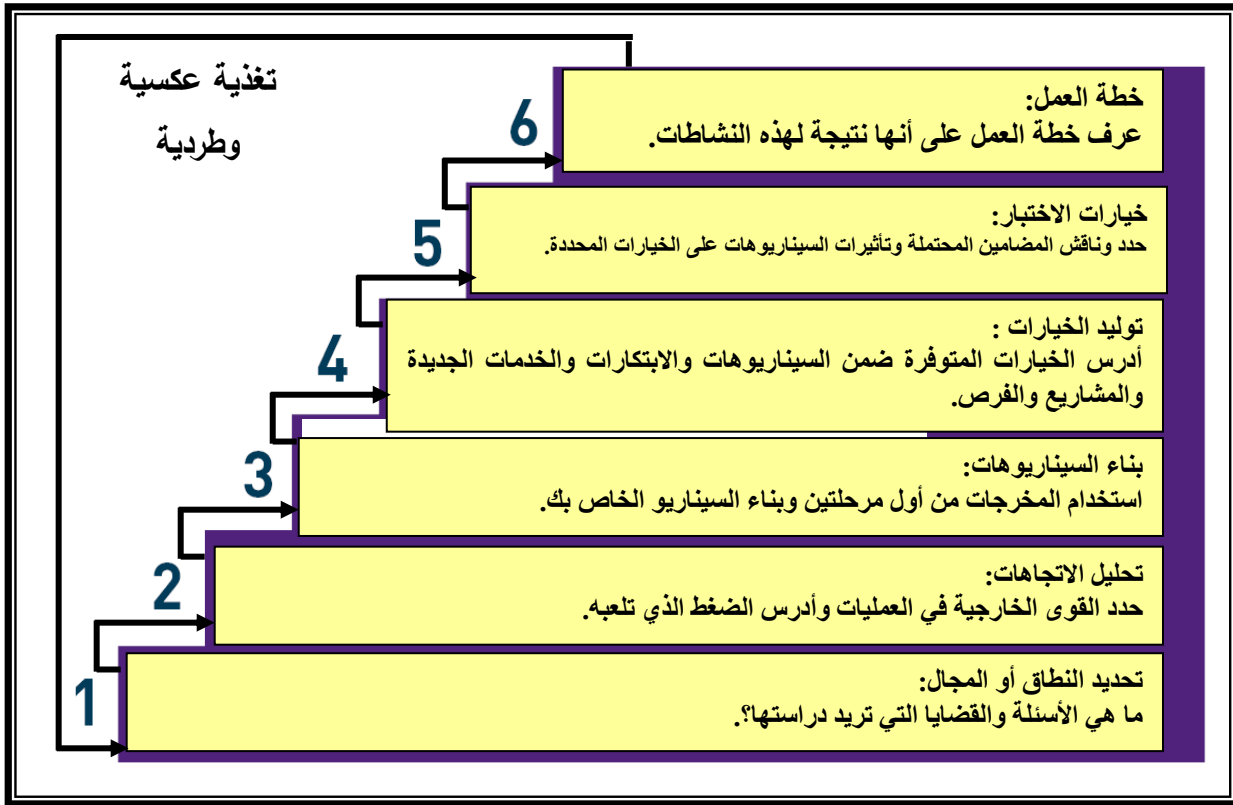 تغذية عكسية
وطردية
6
خطة العمل:
عرف خطة العمل على أنها نتيجة لهذه النشاطات.
5
خيارات الاختبار:
حدد وناقش المضامين المحتملة وتأثيرات السيناريوهات على الخيارات المحددة.
4
توليد الخيارات :
أدرس الخيارات المتوفرة ضمن السيناريوهات والابتكارات والخدمات الجديدة
والمشاريع والفرص.
3
بناء السيناريوهات:
استخدام المخرجات من أول مرحلتين وبناء السيناريو الخاص بك.
2
تحليل الاتجاهات:
حدد القوى الخارجية في العمليات وأدرس الضغط الذي تلعبه.
1
تحديد النطاق أو المجال:
ما هي الأسئلة والقضايا التي تريد دراستها؟.